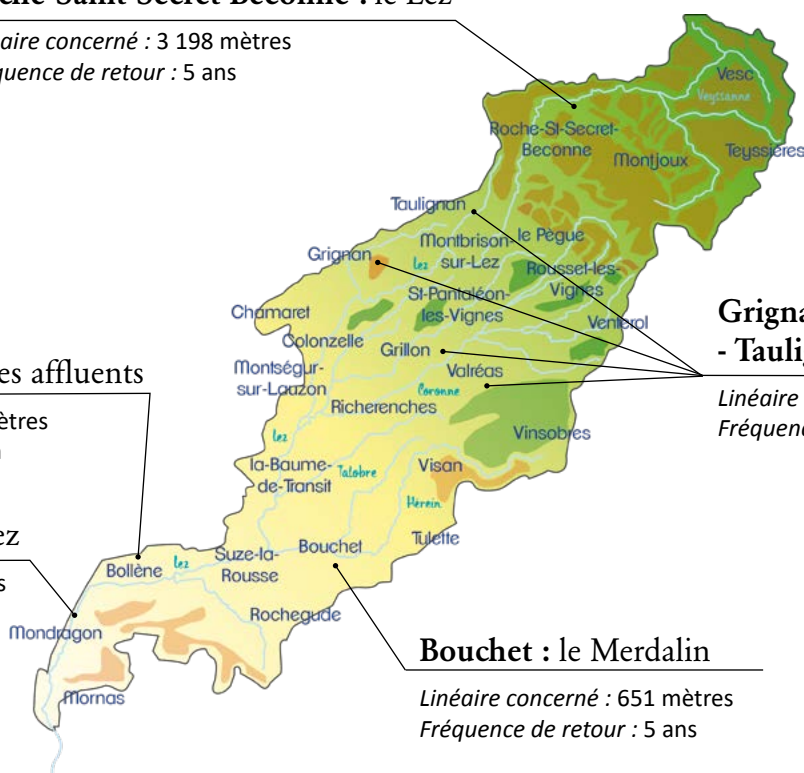 che-Saint-Secret-Béconne : le Lez
aire concerné : 3 198 mètres
quence de retour : 5 ans
Vesc
Veyssanne
Roche-St-Secret-
Beconne
Montjoux
Teyssières
Taulignan
Montbrison-
sur-Lez
le Pegue
Grignan
Lez
Rousset-les-
Vignes
St-Pantaléon-
les-Vignes
Chamaret
Venterol
Grigna
- Taulig
Colonzelle
Grillon
Montségur-
sur-Lauzon
Valréas
Coronne
es affluents
Linéaire
Fréquenc
ètres
Richerenches
Vinsobres
Lez
la-Baume-
de-Transit
Talobre
Visan
Herein
ez
Tulette
Bouchet
Suze-la-
Rousse
Lez
Bollène
s
Rochegude
Mondragon
Bouchet : le Merdalin
Mornas
Linéaire concerné : 651 mètres
Fréquence de retour : 5 ans